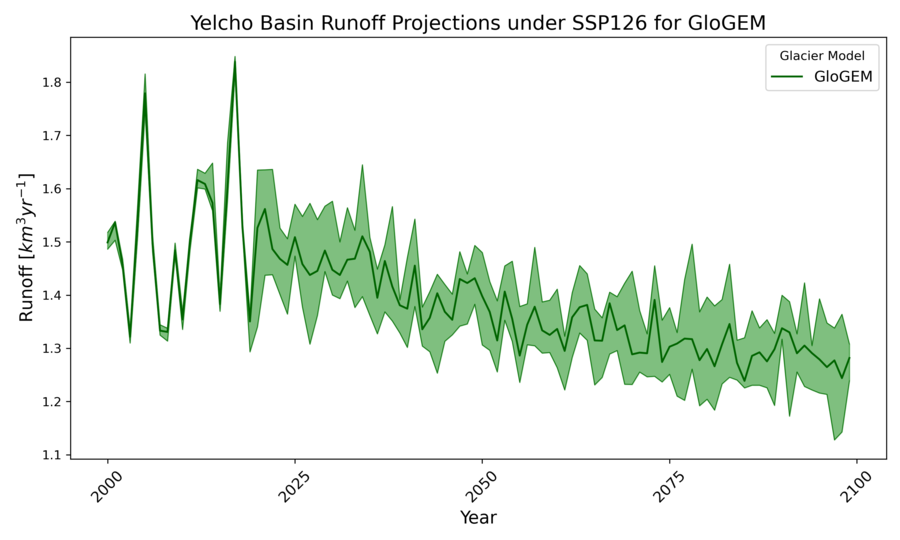 Yelcho Basin Runoff Projections under SSP126 for GloGEM
Glacier Model
GloGEM
Runoff [km³yr⁻¹]
1.8
1.7
1.6
1.5
1.4
1.3
1.2
1.1
2000
2025
2050
2075
2100
Year